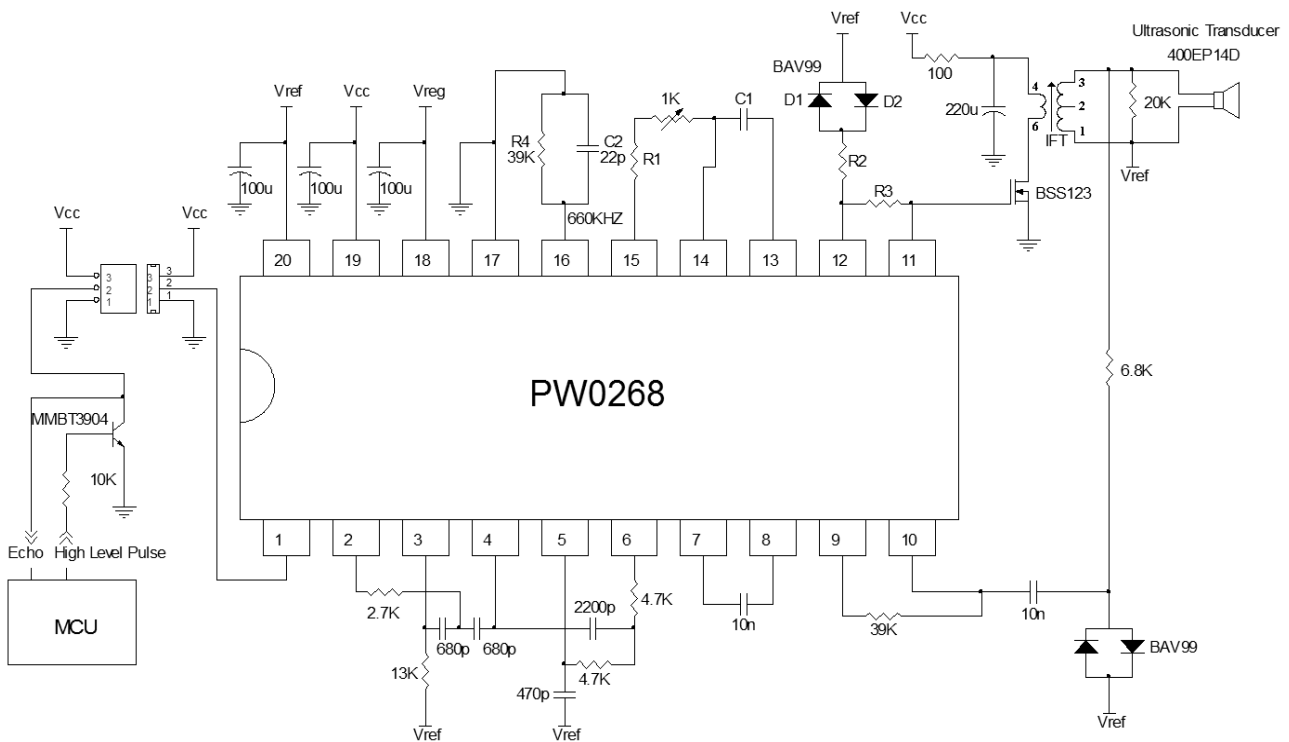 Ultrasonic Transducer
400EP14D
Vref
Vcc
BAV99
100
D1
D2
220u
4
6
3
2
1
IFT
20K
Vref
BSS123
Vref
Vcc
Vreg
100u
100u
100u
R4
39K
C2
22p
660KHZ
1K
R1
C1
R2
R3
20
19
18
17
16
15
14
13
12
11
Vcc
Vcc
3
2
1
3
2
1
3
2
1
PW0268
6.8K
MMBT3904
10K
Echo
High Level Pulse
MCU
1
2
3
4
5
6
7
8
9
10
2.7K
680p
680p
13K
Vref
2200p
4.7K
4.7K
470p
Vref
10n
39K
10n
BAV99
Vref